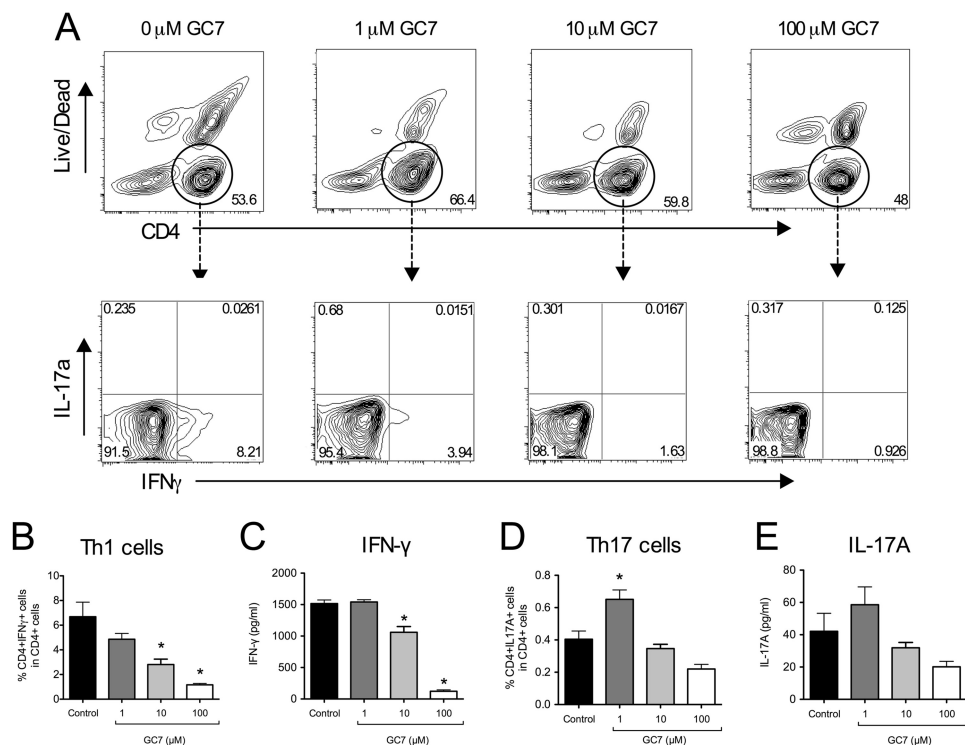 A
0 μM GC7
1 μM GC7
10 μM GC7
100 μM GC7
Live/Dead
53.6
66.4
59.8
48
CD4
0.235
0.0261
0.68
0.0151
0.301
0.0167
0.317
0.125
IL-17a
91.5
8.21
95.4
3.94
98.1
1.63
98.8
0.926
IFNγ
B
Th1 cells
% CD4+IFNγ+ cells
in CD4+ cells
8
6
4
2
0
*
*
Control
1
10
100
GC7 (μM)
C
IFN-γ
IFN-γ (pg/ml)
2000
1500
1000
500
0
*
*
Control
1
10
100
GC7 (μM)
D
Th17 cells
% CD4+IL17A+ cells
in CD4+ cells
0.8
0.6
0.4
0.2
0.0
*
Control
1
10
100
GC7 (μM)
E
IL-17A
IL-17A (pg/ml)
80
60
40
20
0
Control
1
10
100
GC7 (μM)